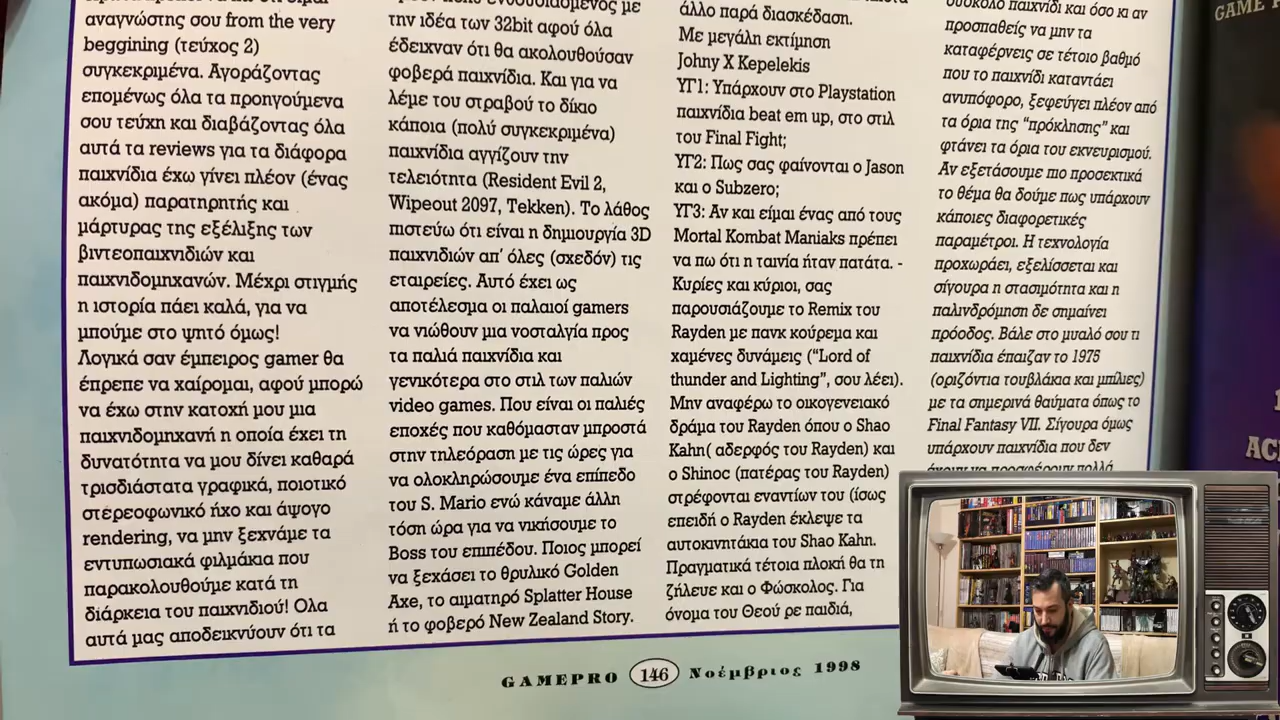 αναγνώστης σου from the very
beggining (τεύχος 2)
συγκεκριμένα. Αγοράζοντας
επομένως όλα τα προηγούμενα
σου τεύχη και διαβάζοντας όλα
αυτά τα reviews για τα διάφορα
παιχνίδια έχω γίνει πλέον (ένας
ακόμα) παρατηρητής και
μάρτυρας της εξέλιξης των
βιντεοπαιχνιδιών και
παιχνιδομηχανών. Μέχρι στιγμής
η ιστορία πάει καλά, για να
μπούμε στο ψητό όμως!
Λογικά σαν έμπειρος gamer θα
έπρεπε να χαίρομαι, αφού μπορώ
να έχω στην κατοχή μου μια
παιχνιδομηχανή η οποία έχει τη
δυνατότητα να μου δίνει καθαρά
τρισδιάστατα γραφικά, ποιοτικό
στερεοφωνικό ήχο και άψογο
rendering, να μην ξεχνάμε τα
εντυπωσιακά φιλμάκια που
παρακολουθούμε κατά τη
διάρκεια του παιχνιδιού! Ολα
αυτά μας αποδεικνύουν ότι τα
την ιδέα των 32bit αφού όλα
έδειχναν ότι θα ακολουθούσαν
φοβερά παιχνίδια. Και για να
λέμε του στραβού το δίκιο
κάποια (πολύ συγκεκριμένα)
παιχνίδια αγγίζουν την
τελειότητα (Resident Evil 2,
Wipeout 2097, Tekken). Το λάθος
πιστεύω ότι είναι η δημιουργία 3D
παιχνιδιών απ' όλες (σχεδόν) τις
εταιρείες. Αυτό έχει ως
αποτέλεσμα οι παλαιοί gamers
να νιώθουν μια νοσταλγία προς
τα παλιά παιχνίδια και
γενικότερα στο στιλ των παλιών
video games. Που είναι οι παλιές
εποχές που καθόμασταν μπροστά
στην τηλεόραση με τις ώρες για
να ολοκληρώσουμε ένα επίπεδο
του S. Mario ενώ κάναμε άλλη
τόση ώρα για να νικήσουμε το
Boss του επιπέδου. Ποιος μπορεί
να ξεχάσει το θρυλικό Golden
Axe, το αιματηρό Splatter House
ή το φοβερό New Zealand Story.
άλλο παρά διασκέδαση.
Με μεγάλη εκτίμηση
Johny X Kepelekis
ΥΓ1: Υπάρχουν στο Playstation
παιχνίδια beat em up, στο στιλ
του Final Fight;
ΥΓ2: Πως σας φαίνονται ο Jason
και ο Subzero;
ΥΓ3: Αν και είμαι ένας από τους
Mortal Kombat Maniaks πρέπει
να πω ότι η ταινία ήταν πατάτα. -
Κυρίες και κύριοι, σας
παρουσιάζουμε το Remix του
Rayden με πανκ κούρεμα και
χαμένες δυνάμεις (“Lord of
thunder and Lighting”, σου λέει).
Μην αναφέρω το οικογενειακό
δράμα του Rayden όπου ο Shao
Kahn( αδερφός του Rayden) και
ο Shinoc (πατέρας του Rayden)
στρέφονται εναντίων του (ίσως
επειδή ο Rayden έκλεψε τα
αυτοκινητάκια του Shao Kahn.
Πραγματικά τέτοια πλοκή θα τη
ζήλευε και ο Φώσκολος. Για
όνομα του Θεού ρε παιδιά,
προσπαθείς να μην τα
καταφέρνεις σε τέτοιο βαθμό
που το παιχνίδι καταντάει
ανυπόφορο, ξεφεύγει πλέον από
τα όρια της “πρόκλησης” και
φτάνει τα όρια του εκνευρισμού.
Αν εξετάσουμε πιο προσεκτικά
το θέμα θα δούμε πως υπάρχουν
κάποιες διαφορετικές
παραμέτροι. Η τεχνολογία
προχωράει, εξελίσσεται και
σίγουρα η στασιμότητα και η
παλινδρόμηση δε σημαίνει
πρόοδος. Βάλε στο μυαλό σου τι
παιχνίδια έπαιζαν το 1975
(οριζόντια τουβλάκια και μπίλιες)
με τα σημερινά θαύματα όπως το
Final Fantasy VII. Σίγουρα όμως
υπάρχουν παιχνίδια που δεν
GAMEPRO 146 Νοέμβριος 1998